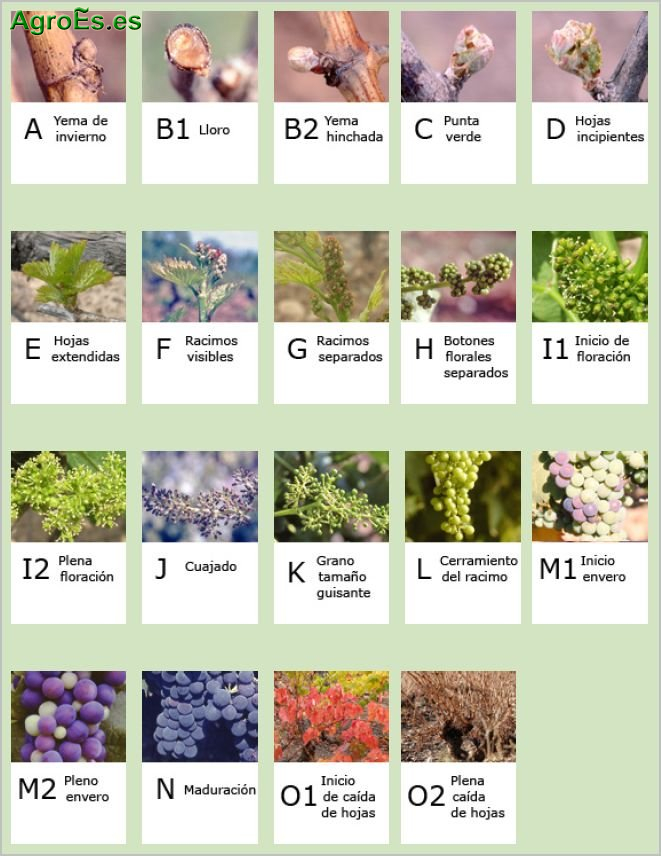 AgroEs.es
A Yema de
invierno
B1 Lloro
B2 Yema
hinchada
C Punta
verde
D Hojas
incipientes
E Hojas
extendidas
F Racimos
visibles
G Racimos
separados
H Botones
florales
separados
I1 Inicio de
floración
I2 Plena
floración
J Cuajado
K Grano
tamaño
guisante
L Cerramiento
del racimo
M1 Inicio
envero
M2 Pleno
envero
N Maduración
O1 Inicio
de caída
de hojas
O2 Plena
caída
de hojas